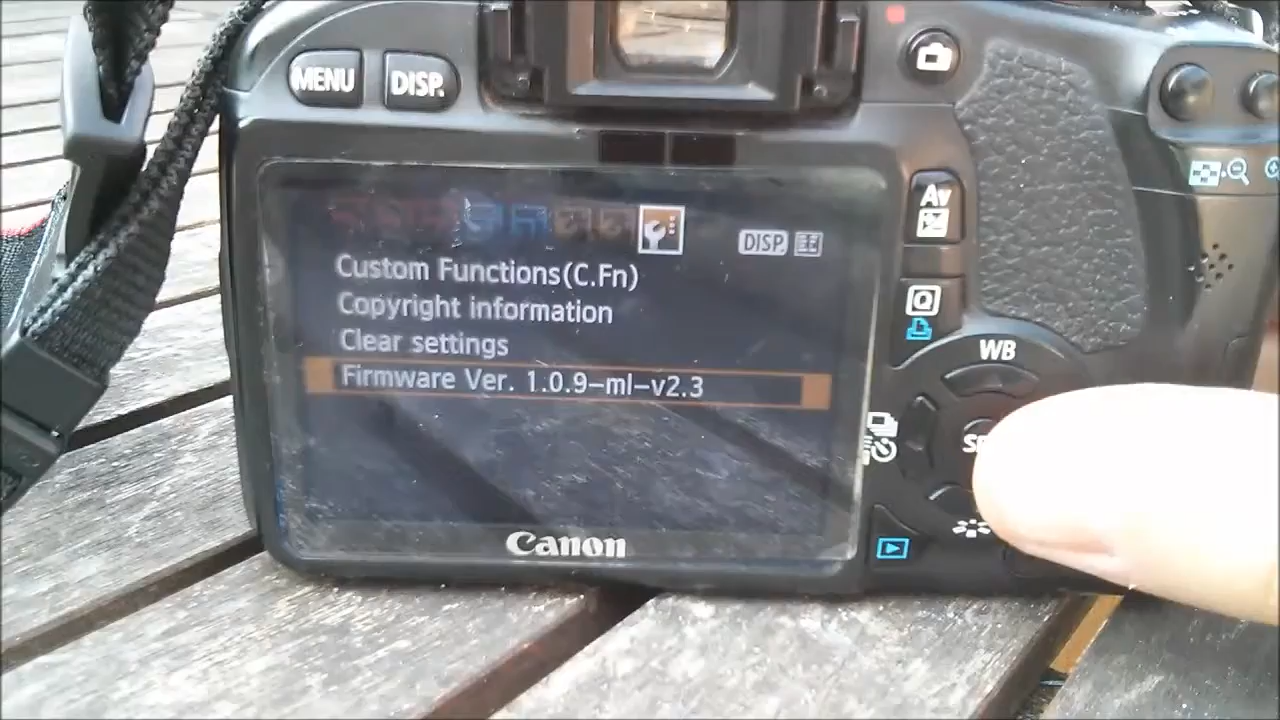 MENU DISP.
DISP.
Custom Functions(C.Fn)
Copyright information
Clear settings
Firmware Ver. 1.0.9-ml-v2.3
Canon
Av
Q
WB